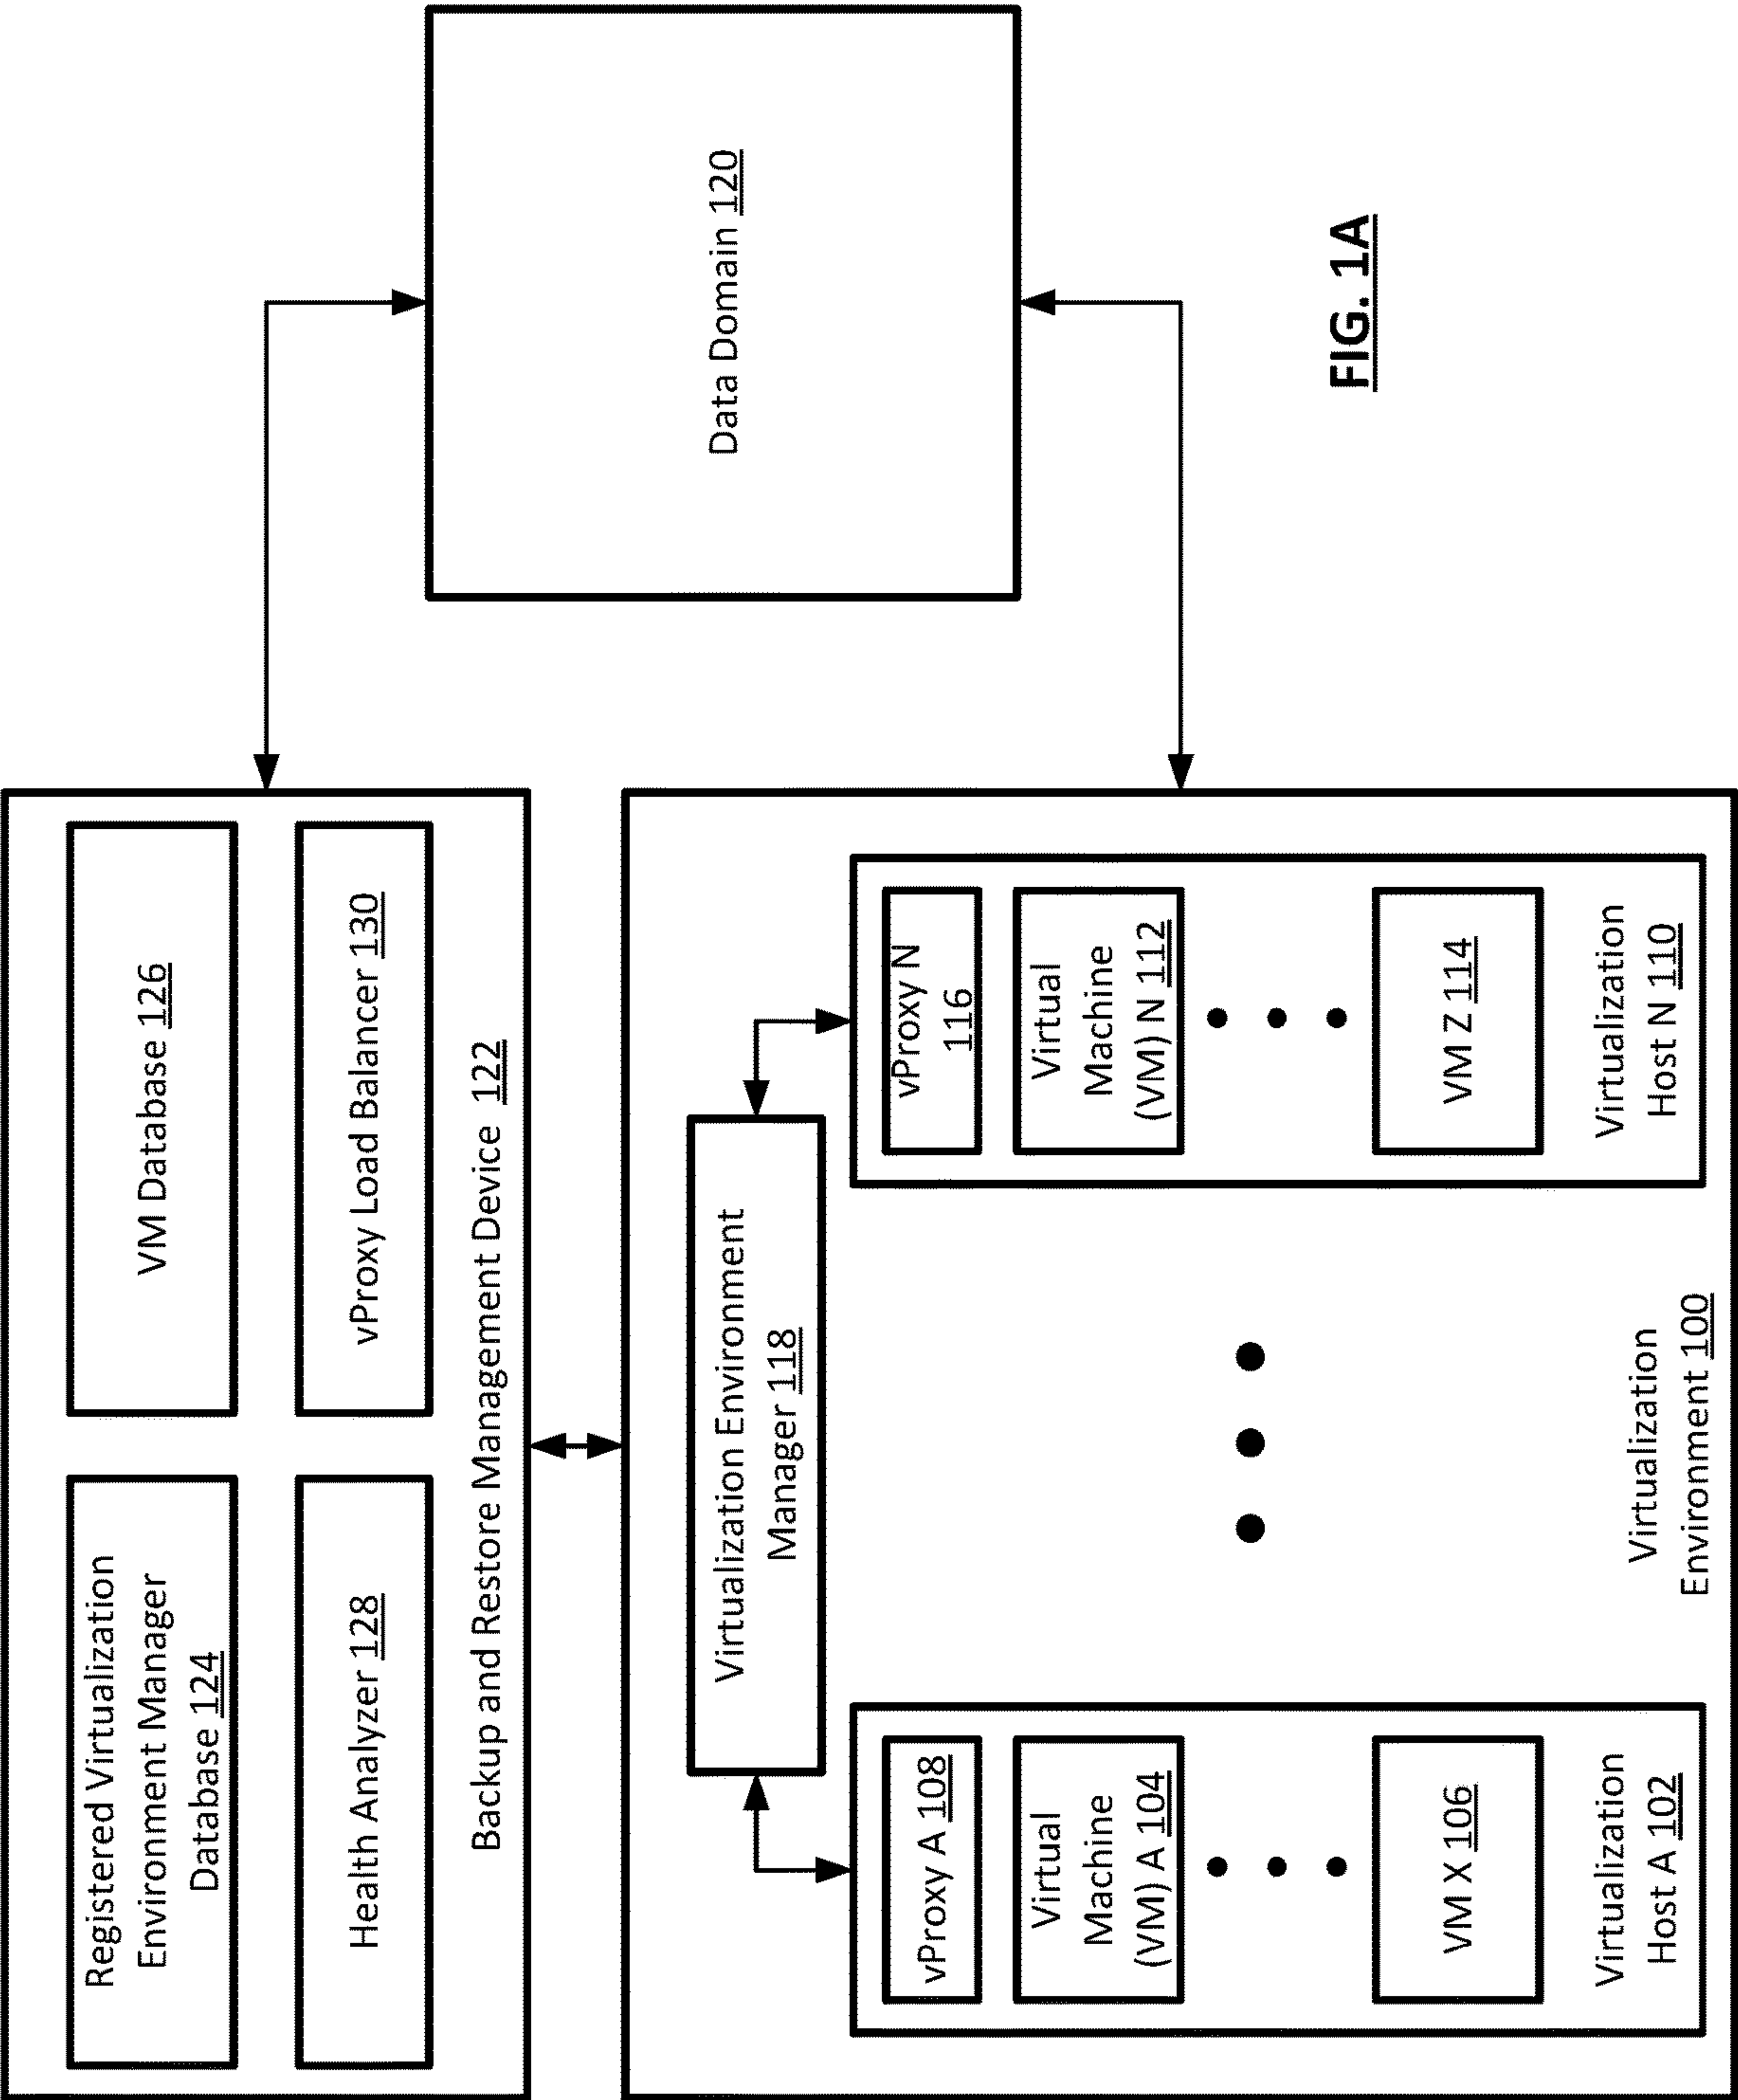 Registered Virtualization
Environment Manager
Database 124
VM Database 126
Health Analyzer 128
vProxy Load Balancer 130
Backup and Restore Management Device 122
Data Domain 120
Virtualization Environment
Manager 118
vProxy A 108
Virtual
Machine
(VM) A 104
VM X 106
Virtualization
Host A 102
vProxy N
116
Virtual
Machine
(VM) N 112
VM Z 114
Virtualization
Host N 110
Virtualization
Environment 100
FIG. 1A